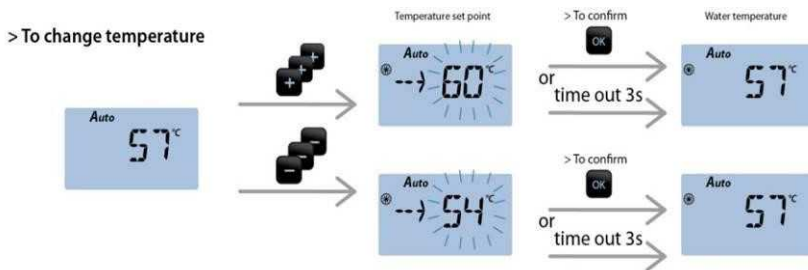 > To change temperature
Auto
57°C
+ + +
- - -
Temperature set point
Auto
--→ 60°C
> To confirm
OK
or
time out 3s
Water temperature
Auto
57°C
Auto
--→ 54°C
> To confirm
OK
or
time out 3s
Auto
57°C